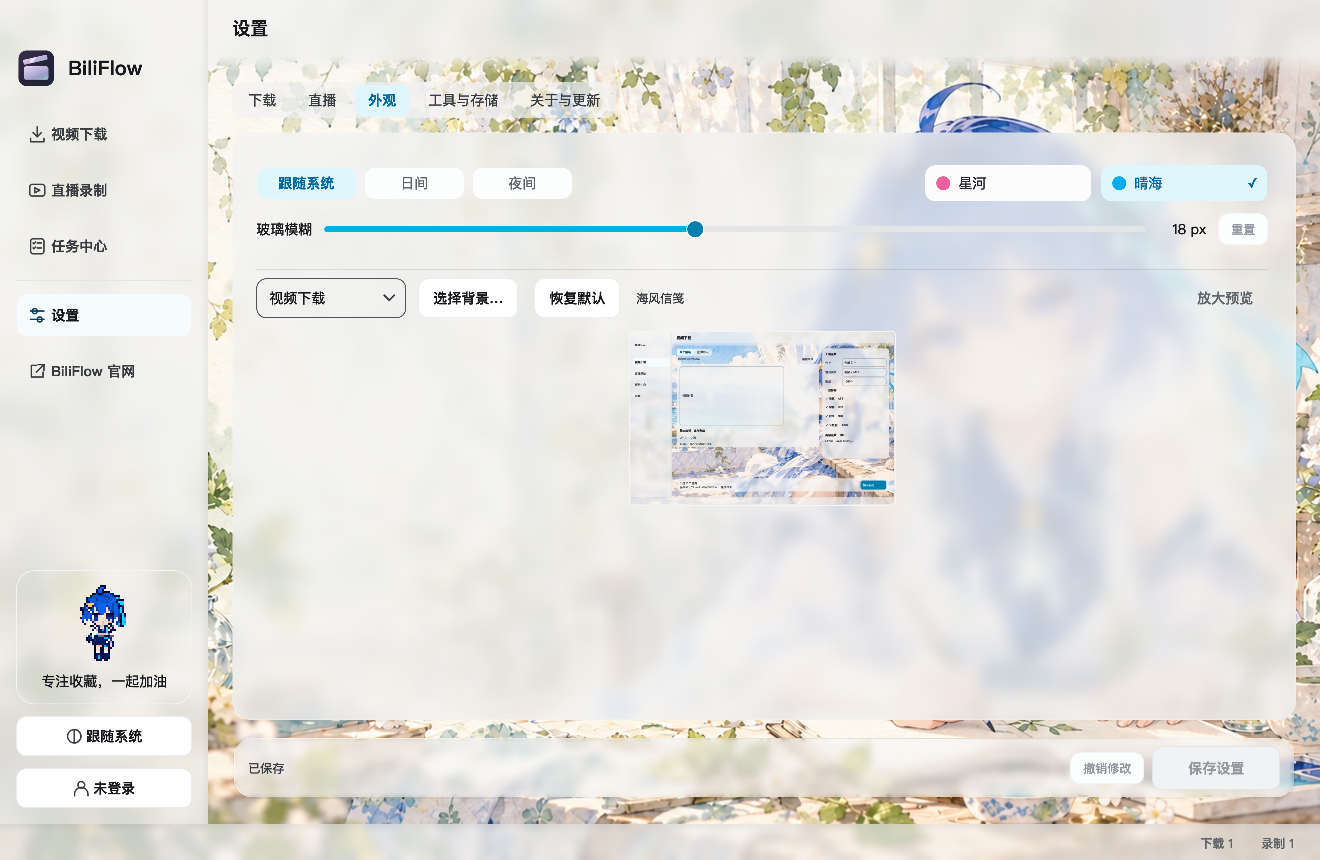 设置
BiliFlow
视频下载
直播录制
任务中心
设置
BiliFlow 官网
专注收藏，一起加油
跟随系统
未登录
下载 直播 外观 工具与存储 关于与更新
跟随系统 日间 夜间 星河 晴海
玻璃模糊 18 px 重置
视频下载 选择背景... 恢复默认 海风信笺 放大预览
已保存 撤销修改 保存设置
下载 1 录制 1